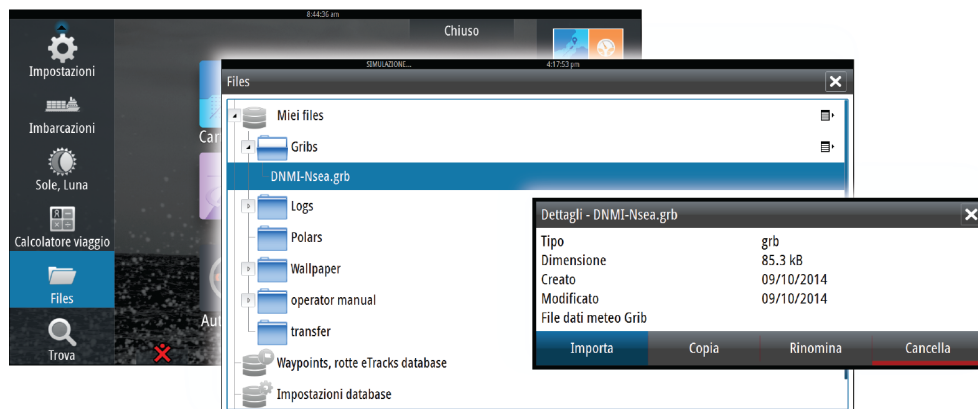 8:44:36 am
Chiuso
Impostazioni
Imbarcazioni
Sole, Luna
Calcolatore viaggio
Files
Trova
Car
Aut
SIMULAZIONE...
4:17:53 pm
Files
Miei files
Gribs
DNMI-Nsea.grb
Logs
Polars
Wallpaper
operator manual
transfer
Waypoints, rotte eTracks database
Impostazioni database
Dettagli - DNMI-Nsea.grb
Tipo grb
Dimensione 85.3 kB
Creato 09/10/2014
Modificato 09/10/2014
File dati meteo Grib
Importa Copia Rinomina Cancella